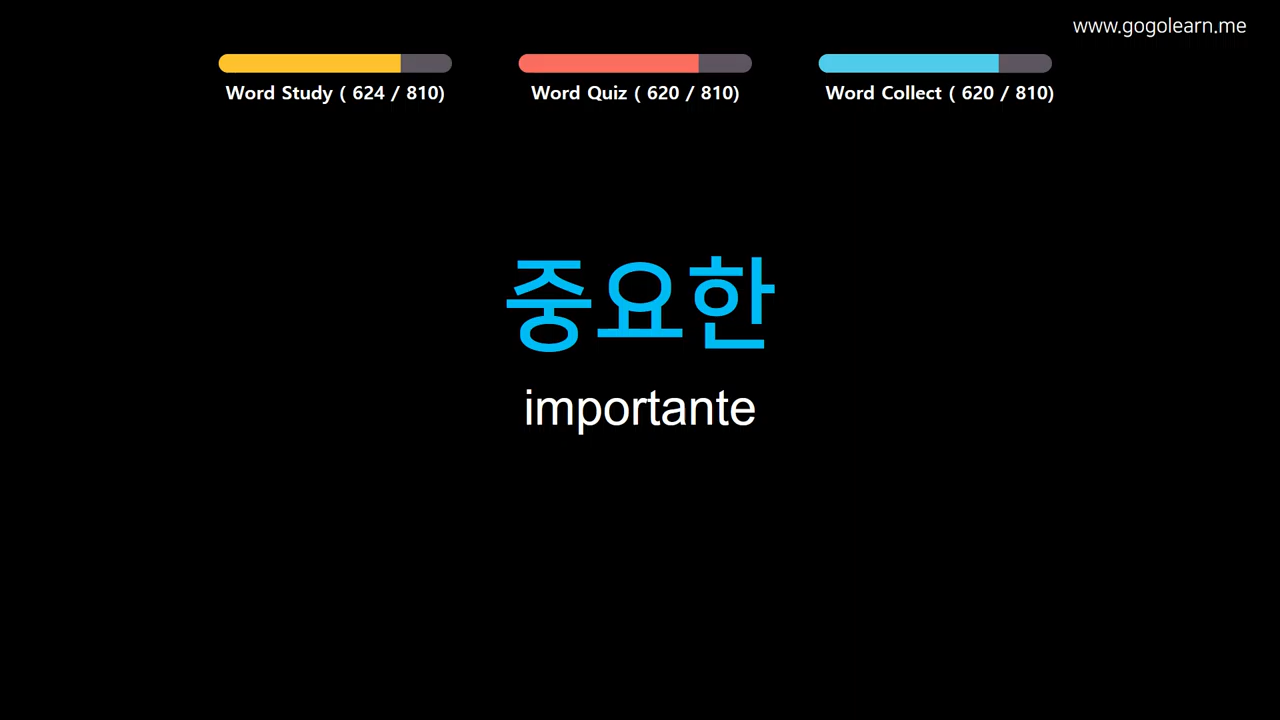 www.gogolearn.me
Word Study ( 624 / 810)
Word Quiz ( 620 / 810)
Word Collect ( 620 / 810)
중요한
importante